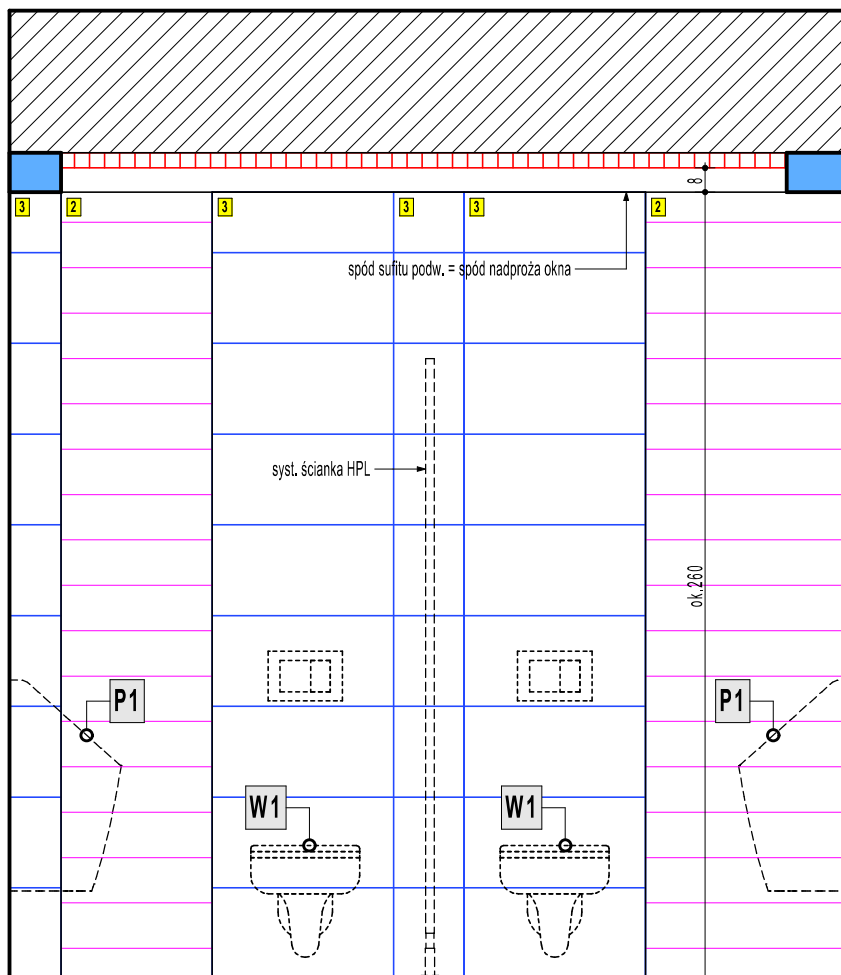 8
3
2
3
3
3
2
spód sufitu podw. = spód nadproża okna
syst. ścianka HPL
ok.260
P1
P1
W1
W1